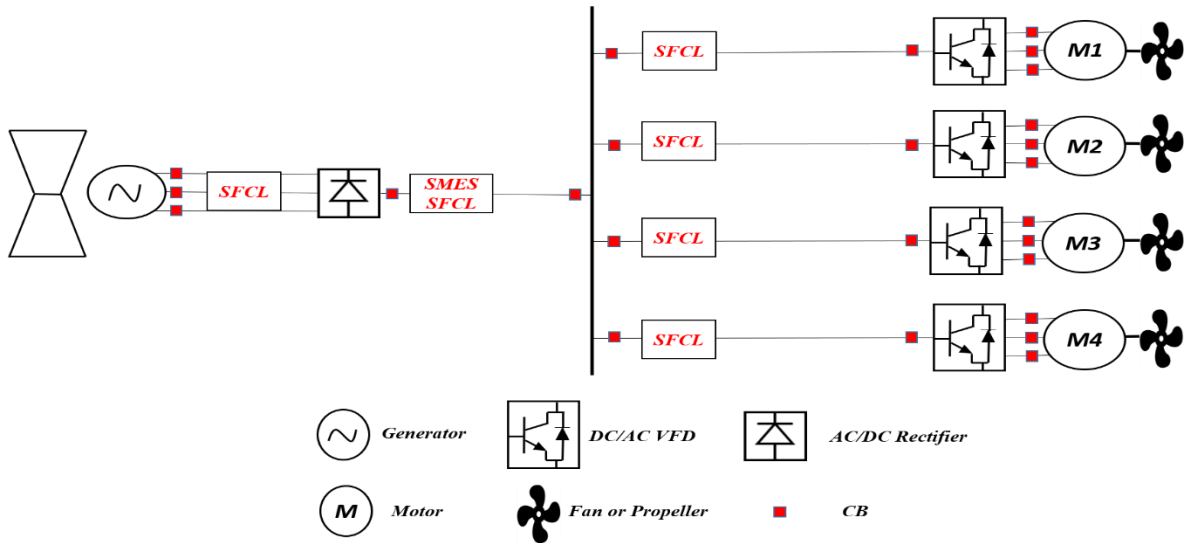 SFCL
M1
SFCL
M2
SFCL
SMES
SFCL
SFCL
M3
SFCL
M4
Generator
DC/AC VFD
AC/DC Rectifier
M
Motor
Fan or Propeller
CB